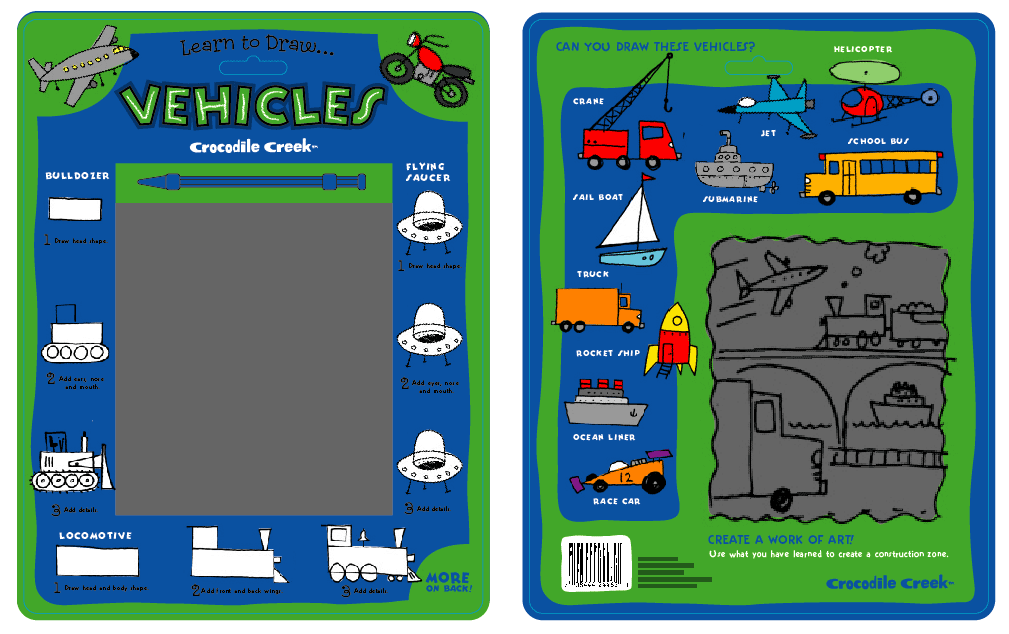 Learn to Draw...
VEHICLES
Crocodile Creek™
BULLDOZER
1 Draw head shape
2 Add ears, nose
and mouth
3 Add details
FLYING
SAUCER
1 Draw head shape
2 Add eyes, nose
and mouth
3 Add details
LOCOMOTIVE
1 Draw head and body shape
2 Add front and back wings
3 Add details
MORE
ON BACK!
CAN YOU DRAW THESE VEHICLES?
HELICOPTER
CRANE
JET
SCHOOL BUS
SAIL BOAT
SUBMARINE
TRUCK
ROCKET SHIP
OCEAN LINER
12
RACE CAR
CREATE A WORK OF ART!
Use what you have learned to create a construction zone.
Crocodile Creek™